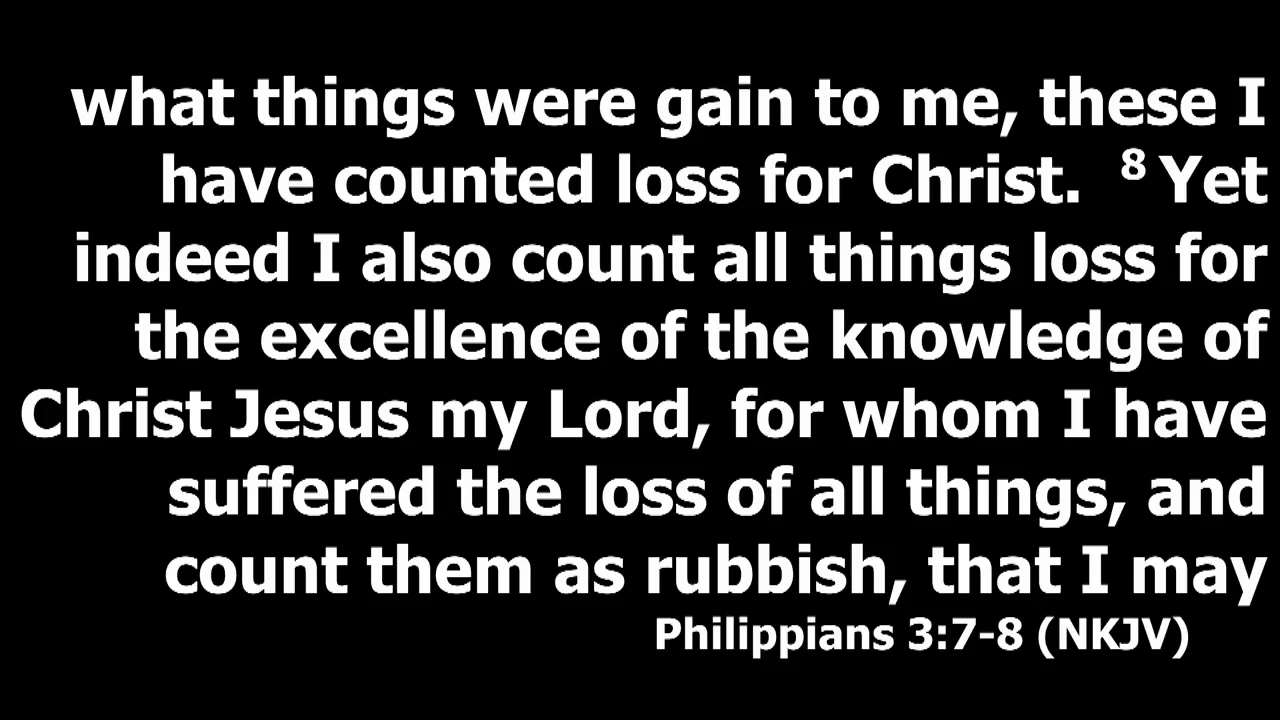 what things were gain to me, these I
have counted loss for Christ. 8 Yet
indeed I also count all things loss for
the excellence of the knowledge of
Christ Jesus my Lord, for whom I have
suffered the loss of all things, and
count them as rubbish, that I may
Philippians 3:7-8 (NKJV)